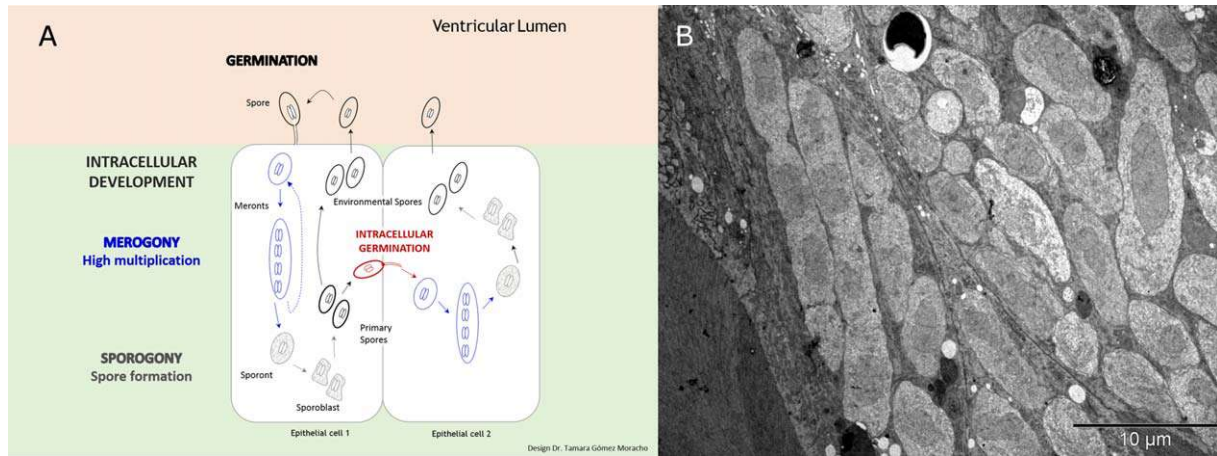 A
Ventricular Lumen
GERMINATION
Spore
INTRACELLULAR
DEVELOPMENT
Meronts
Environmental Spores
MEROGONY
High multiplication
INTRACELLULAR
GERMINATION
Primary
Spores
SPOROGONY
Spore formation
Sporont
Sporoblast
Epithelial cell 1
Epithelial cell 2
Design Dr. Tamara Gómez Moracho
B
10 µm